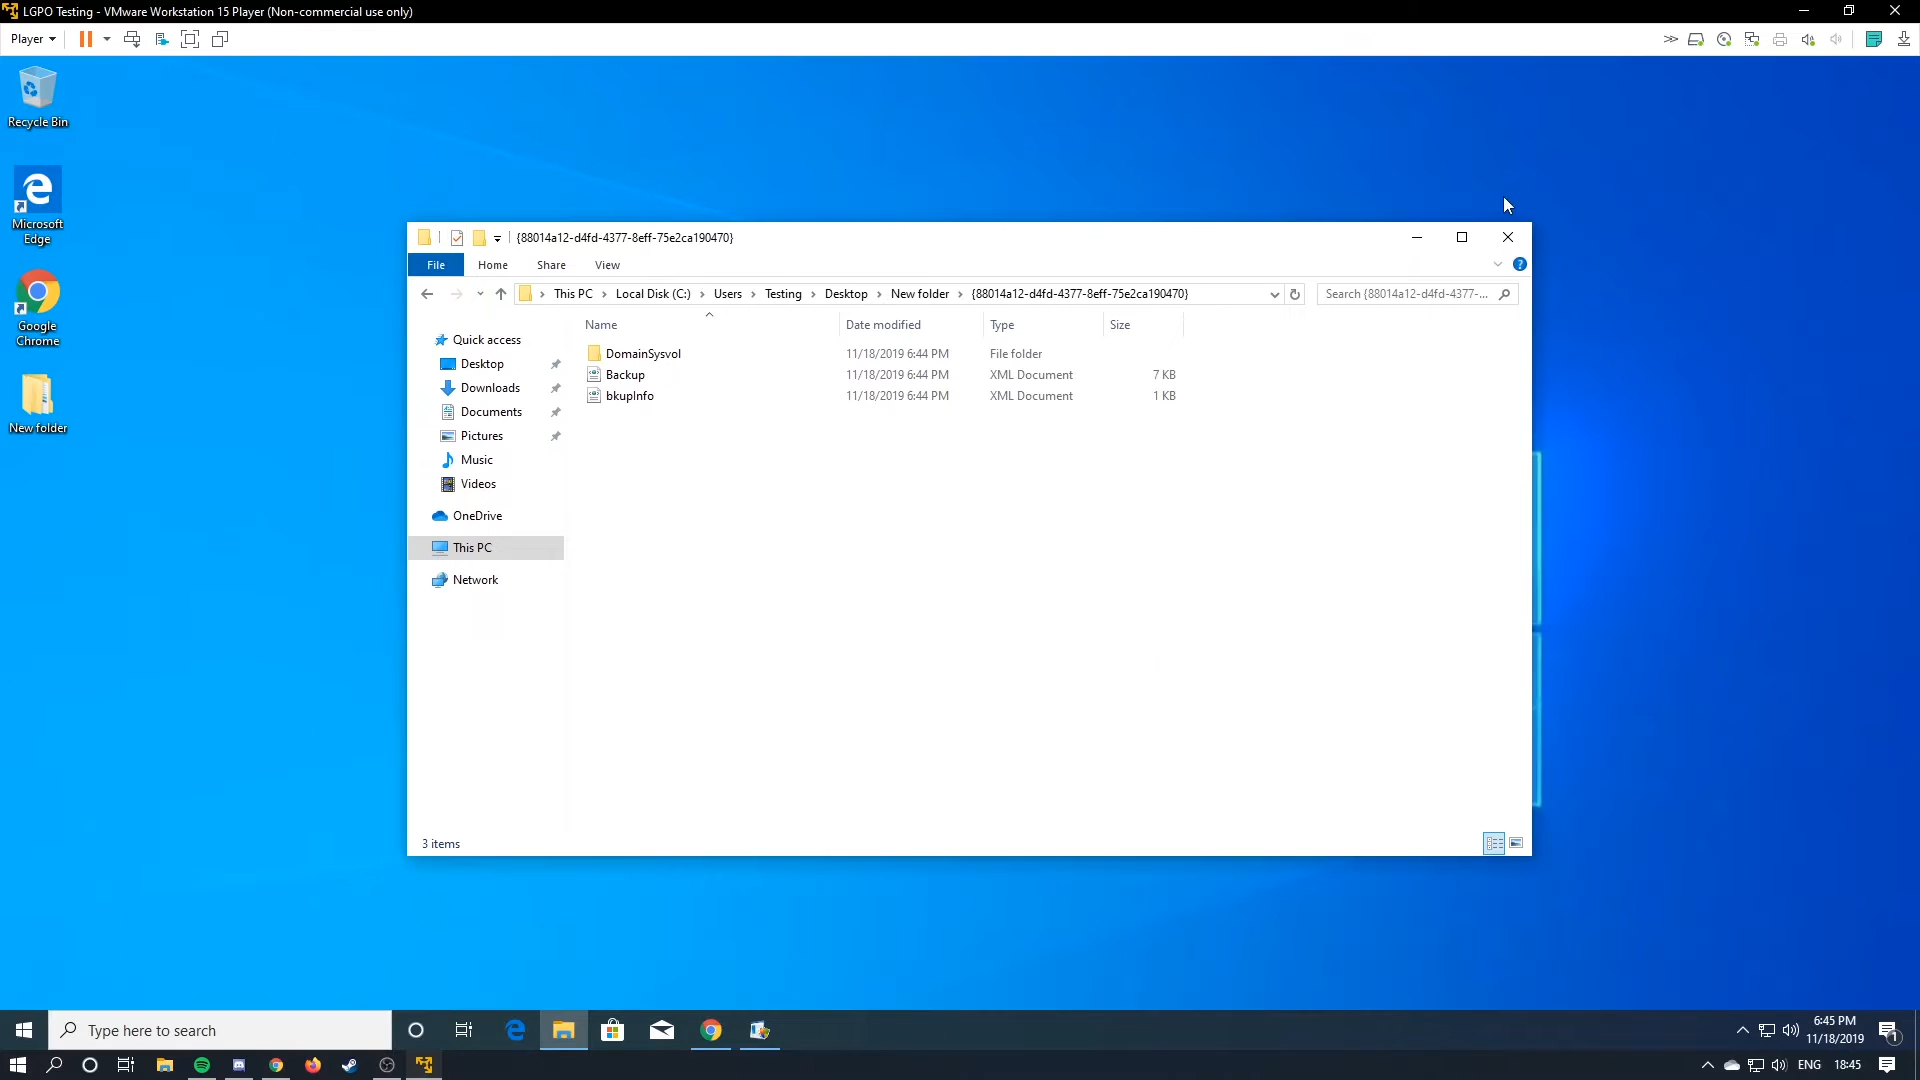 LGPO Testing - VMware Workstation 15 Player (Non-commercial use only)
Player
Recycle Bin
Microsoft
Edge
Google
Chrome
New folder
{88014a12-d4fd-4377-8eff-75e2ca190470}
File Home Share View
This PC Local Disk (C:) Users Testing Desktop New folder {88014a12-d4fd-4377-8eff-75e2ca190470}
Search {88014a12-d4fd-4377-...
Quick access
Desktop
Downloads
Documents
Pictures
Music
Videos
OneDrive
This PC
Network
Name Date modified Type Size
DomainSysvol 11/18/2019 6:44 PM File folder
Backup 11/18/2019 6:44 PM XML Document 7 KB
bkupInfo 11/18/2019 6:44 PM XML Document 1 KB
3 items
Type here to search
6:45 PM
11/18/2019
1
ENG 18:45